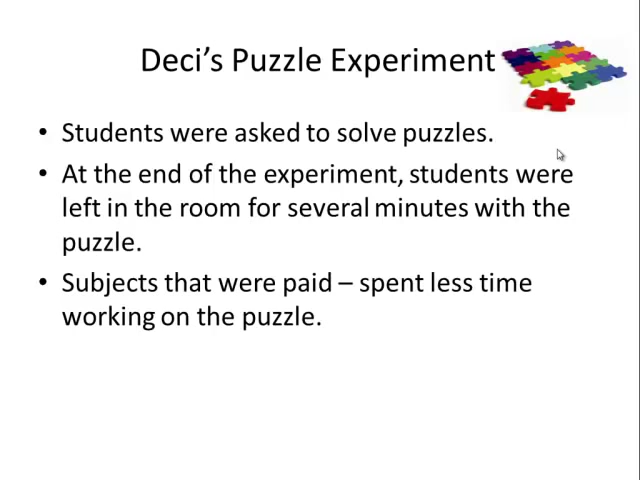 Deci's Puzzle Experiment
• Students were asked to solve puzzles.
• At the end of the experiment, students were
left in the room for several minutes with the
puzzle.
• Subjects that were paid – spent less time
working on the puzzle.